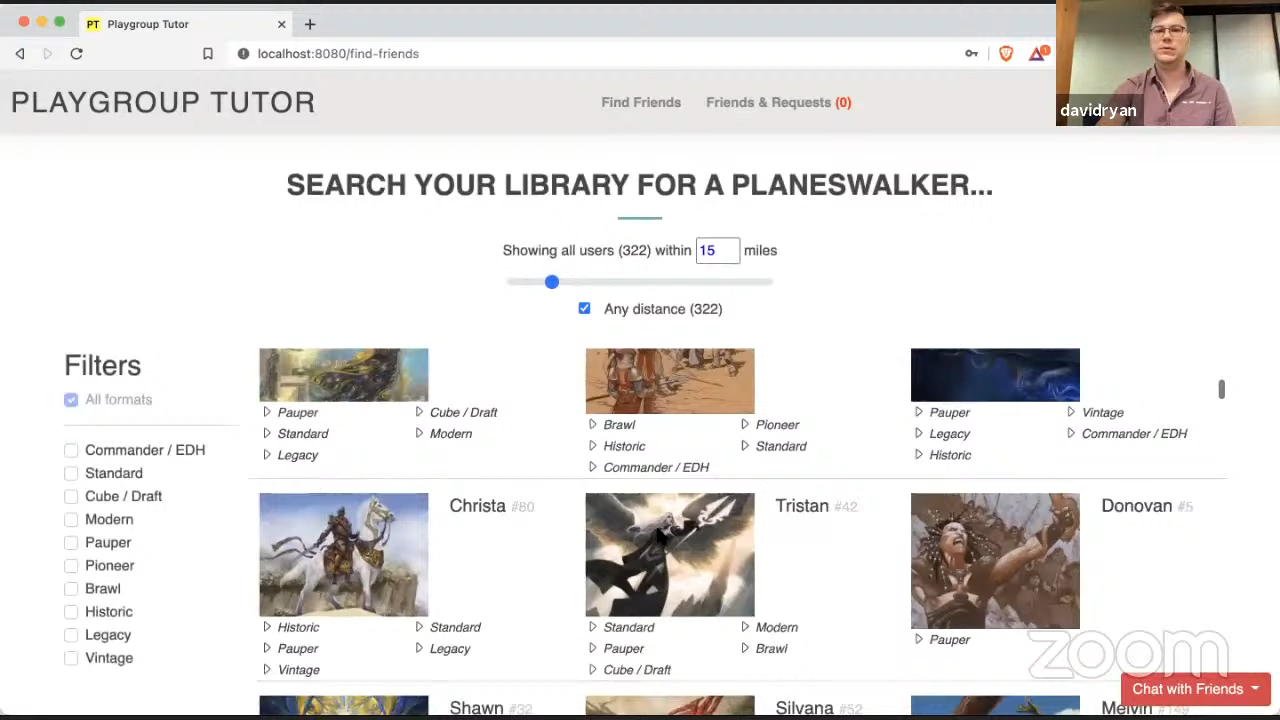 PT Playgroup Tutor
localhost:8080/find-friends
1
davidryan
PLAYGROUP TUTOR
Find Friends
Friends & Requests (0)
SEARCH YOUR LIBRARY FOR A PLANESWALKER...
Showing all users (322) within 15 miles
Any distance (322)
Filters
All formats
Commander / EDH
Standard
Cube / Draft
Modern
Pauper
Pioneer
Brawl
Historic
Legacy
Vintage
Pauper
Cube / Draft
Standard
Modern
Legacy
Brawl
Pioneer
Historic
Standard
Commander / EDH
Pauper
Vintage
Legacy
Commander / EDH
Historic
Christa #80
Historic
Standard
Pauper
Legacy
Vintage
Tristan #42
Standard
Modern
Pauper
Brawl
Cube / Draft
Donovan #5
Pauper
Shawn #32
Silvana #52
Melvin #149
zoom
Chat with Friends